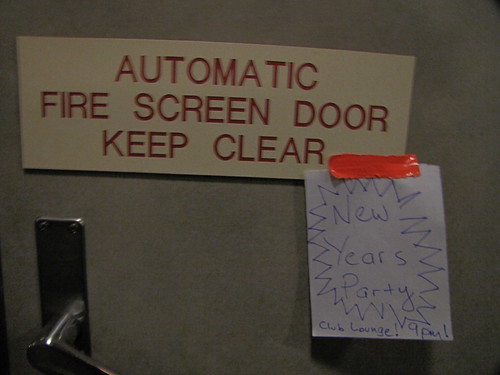 AUTOMATIC
FIRE SCREEN DOOR
KEEP CLEAR
New
Years
Party
Club Lounge! 9pm!